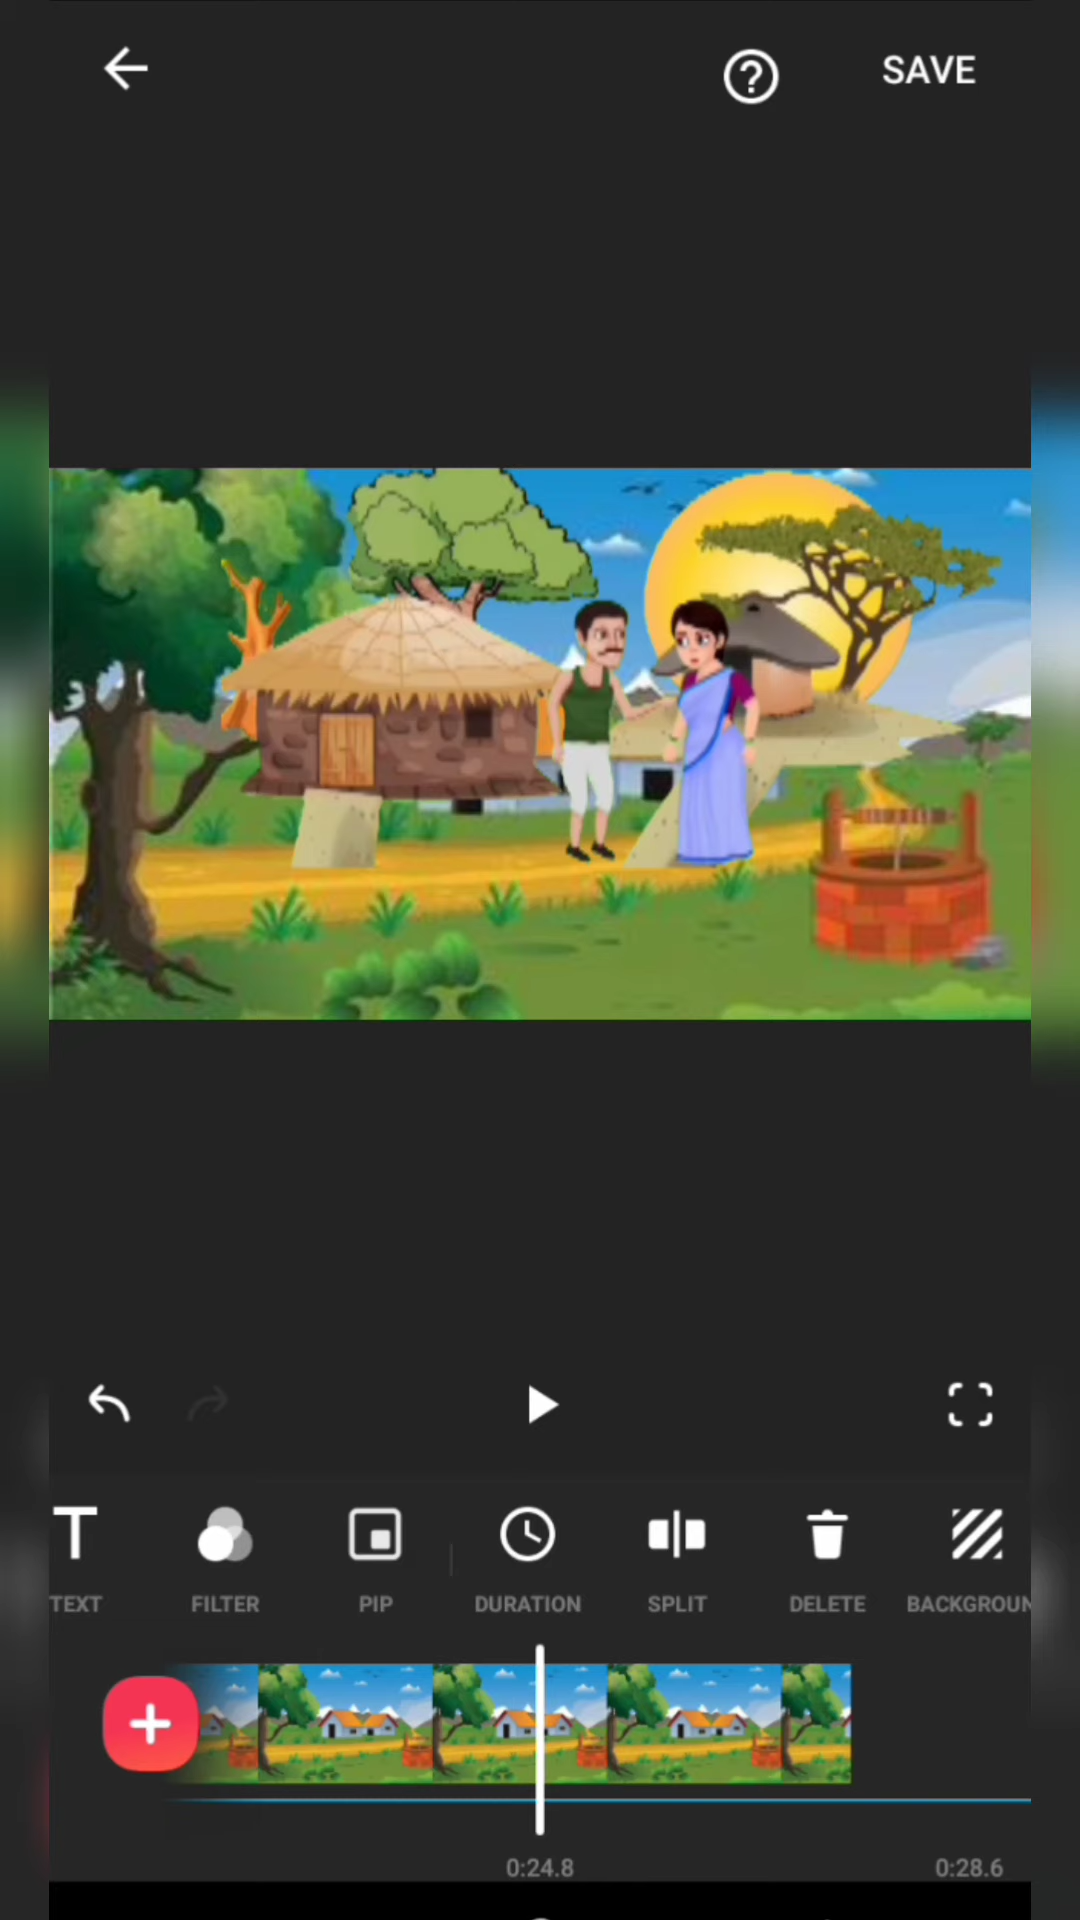 SAVE
TEXT
FILTER
PIP
DURATION
SPLIT
DELETE
BACKGROUN
0:24.8
0:28.6